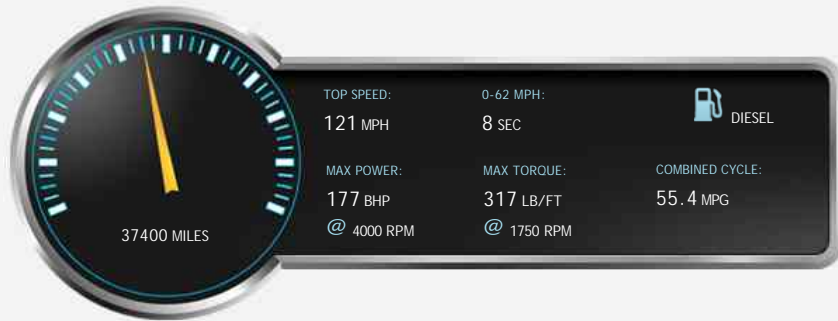 TOP SPEED:
121 MPH
0-62 MPH:
8 SEC
DIESEL
MAX POWER:
177 BHP
@ 4000 RPM
MAX TORQUE:
317 LB/FT
@ 1750 RPM
COMBINED CYCLE:
55.4 MPG
37400 MILES